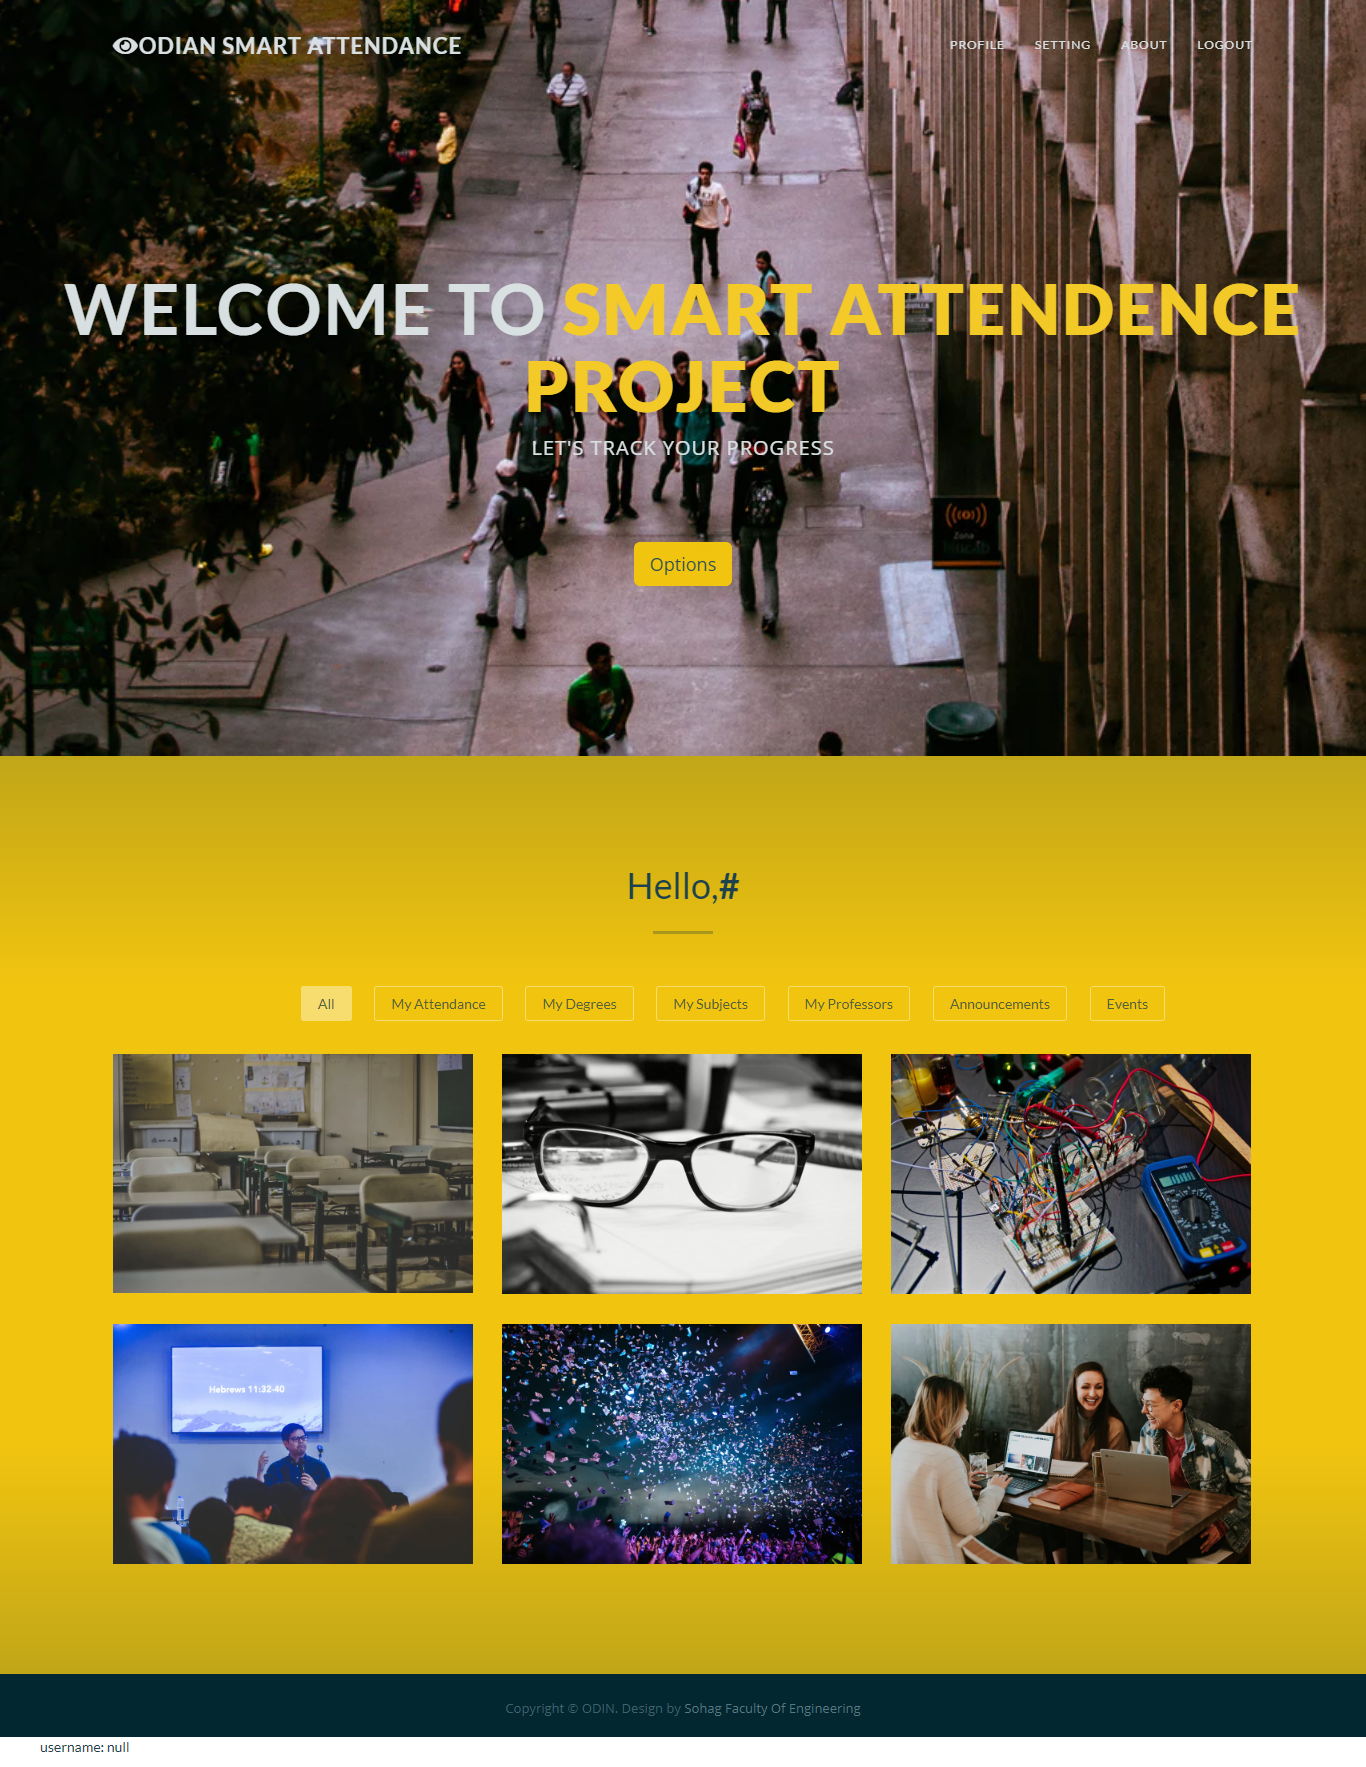 ODIAN SMART ATTENDANCE
PROFILE SETTING ABOUT LOGOUT
WELCOME TO SMART ATTENDENCE
PROJECT
LET'S TRACK YOUR PROGRESS
Zona
Options
Hello,#
All My Attendance My Degrees My Subjects My Professors Announcements Events
Hebrews 11:32-40
Copyright © ODIN. Design by Sohag Faculty Of Engineering
username: null